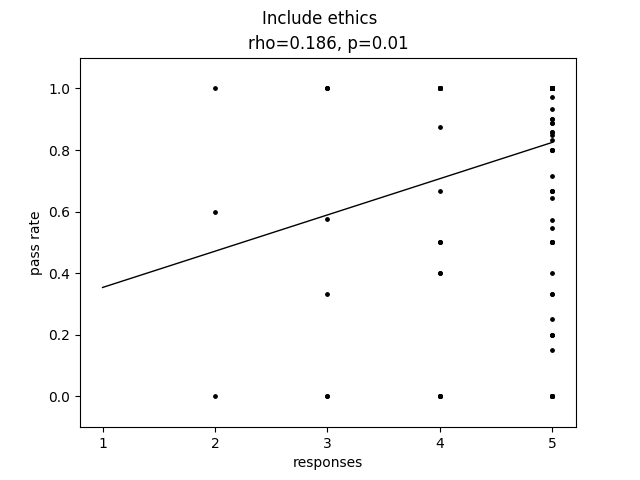 Include ethics
rho=0.186, p=0.01
1.0
0.8
0.6
0.4
0.2
0.0
pass rate
1 2 3 4 5
responses